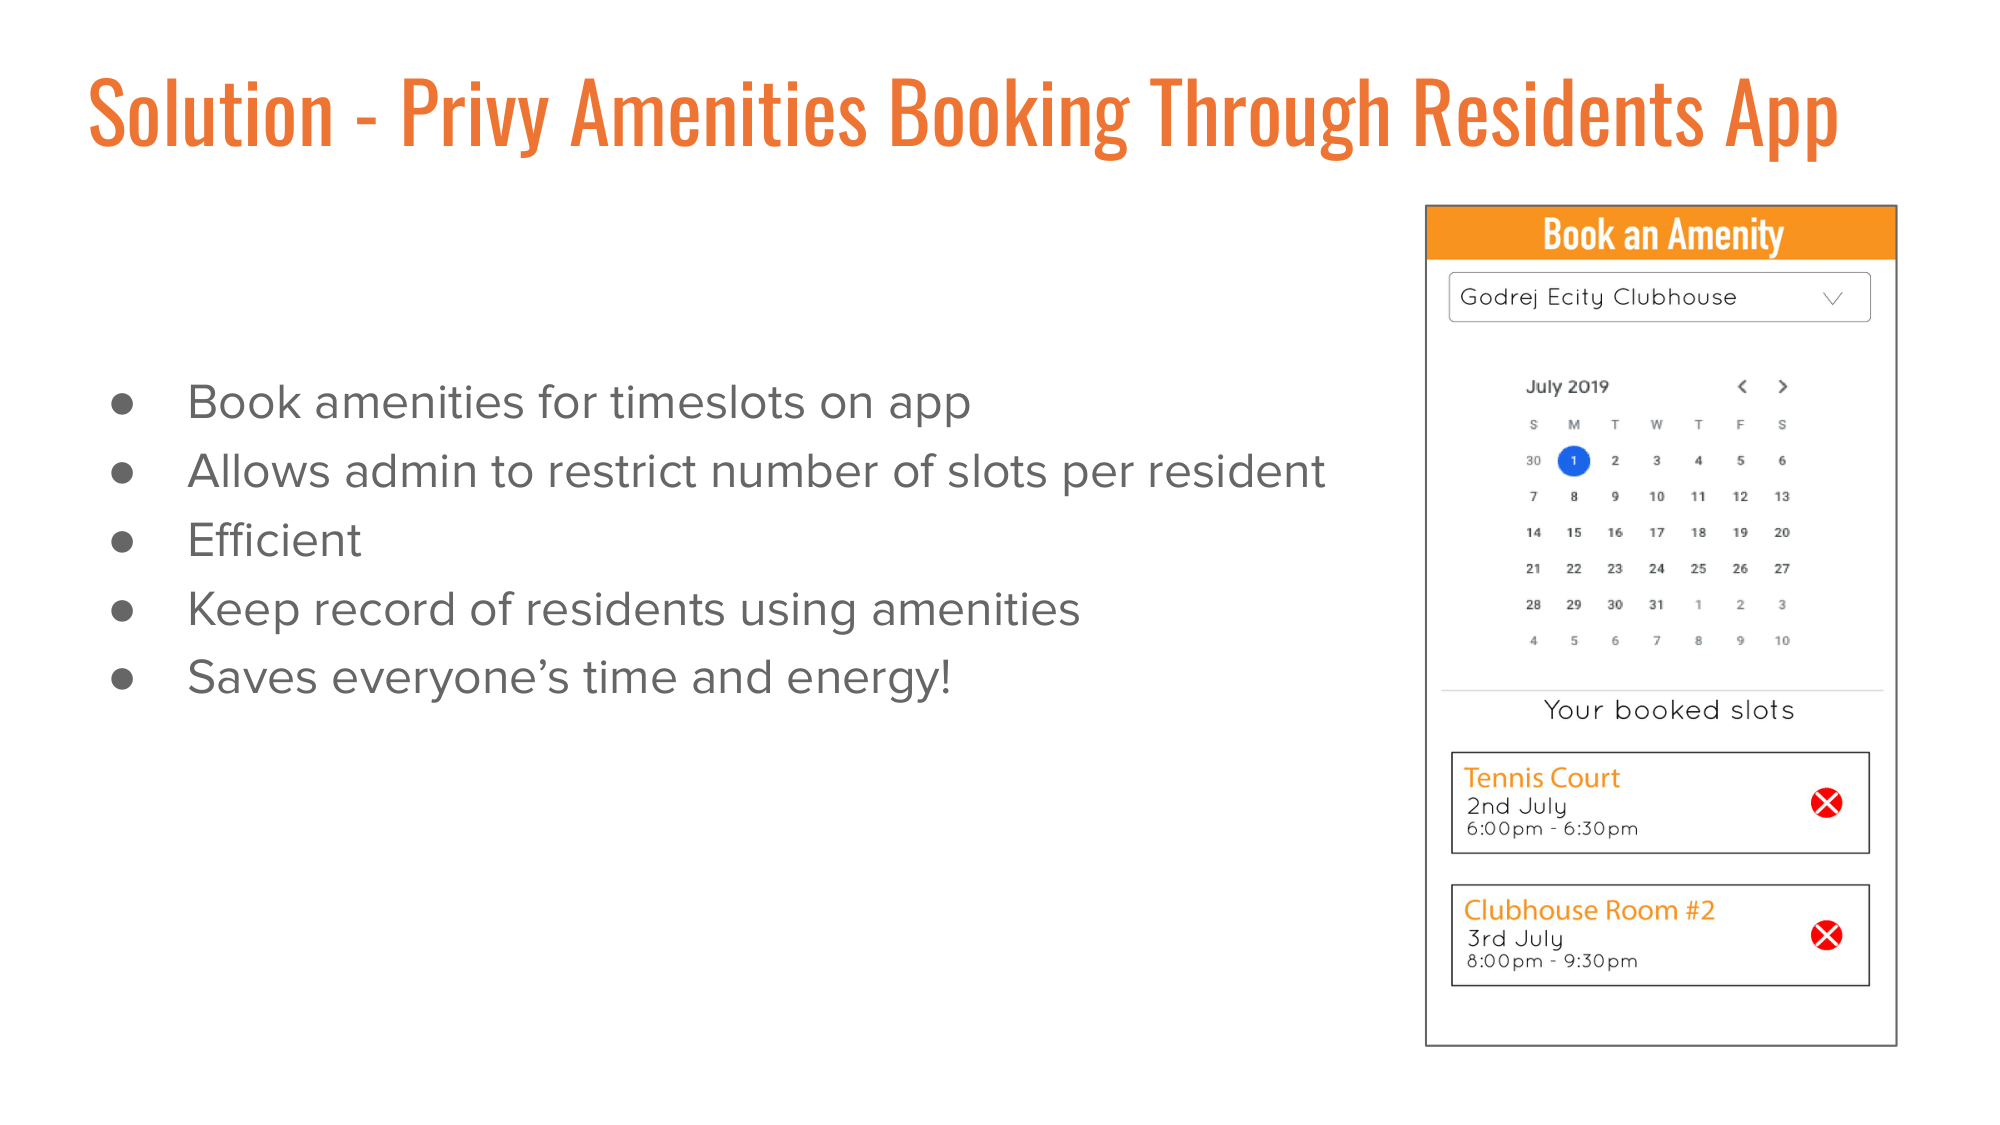 Solution - Privy Amenities Booking Through Residents App
● Book amenities for timeslots on app
● Allows admin to restrict number of slots per resident
● Efficient
● Keep record of residents using amenities
● Saves everyone’s time and energy!
Book an Amenity
Godrej Ecity Clubhouse
July 2019 < >
S M T W T F S
30 1 2 3 4 5 6
7 8 9 10 11 12 13
14 15 16 17 18 19 20
21 22 23 24 25 26 27
28 29 30 31 1 2 3
4 5 6 7 8 9 10
Your booked slots
Tennis Court
2nd July
6:00pm - 6:30pm
Clubhouse Room #2
3rd July
8:00pm - 9:30pm